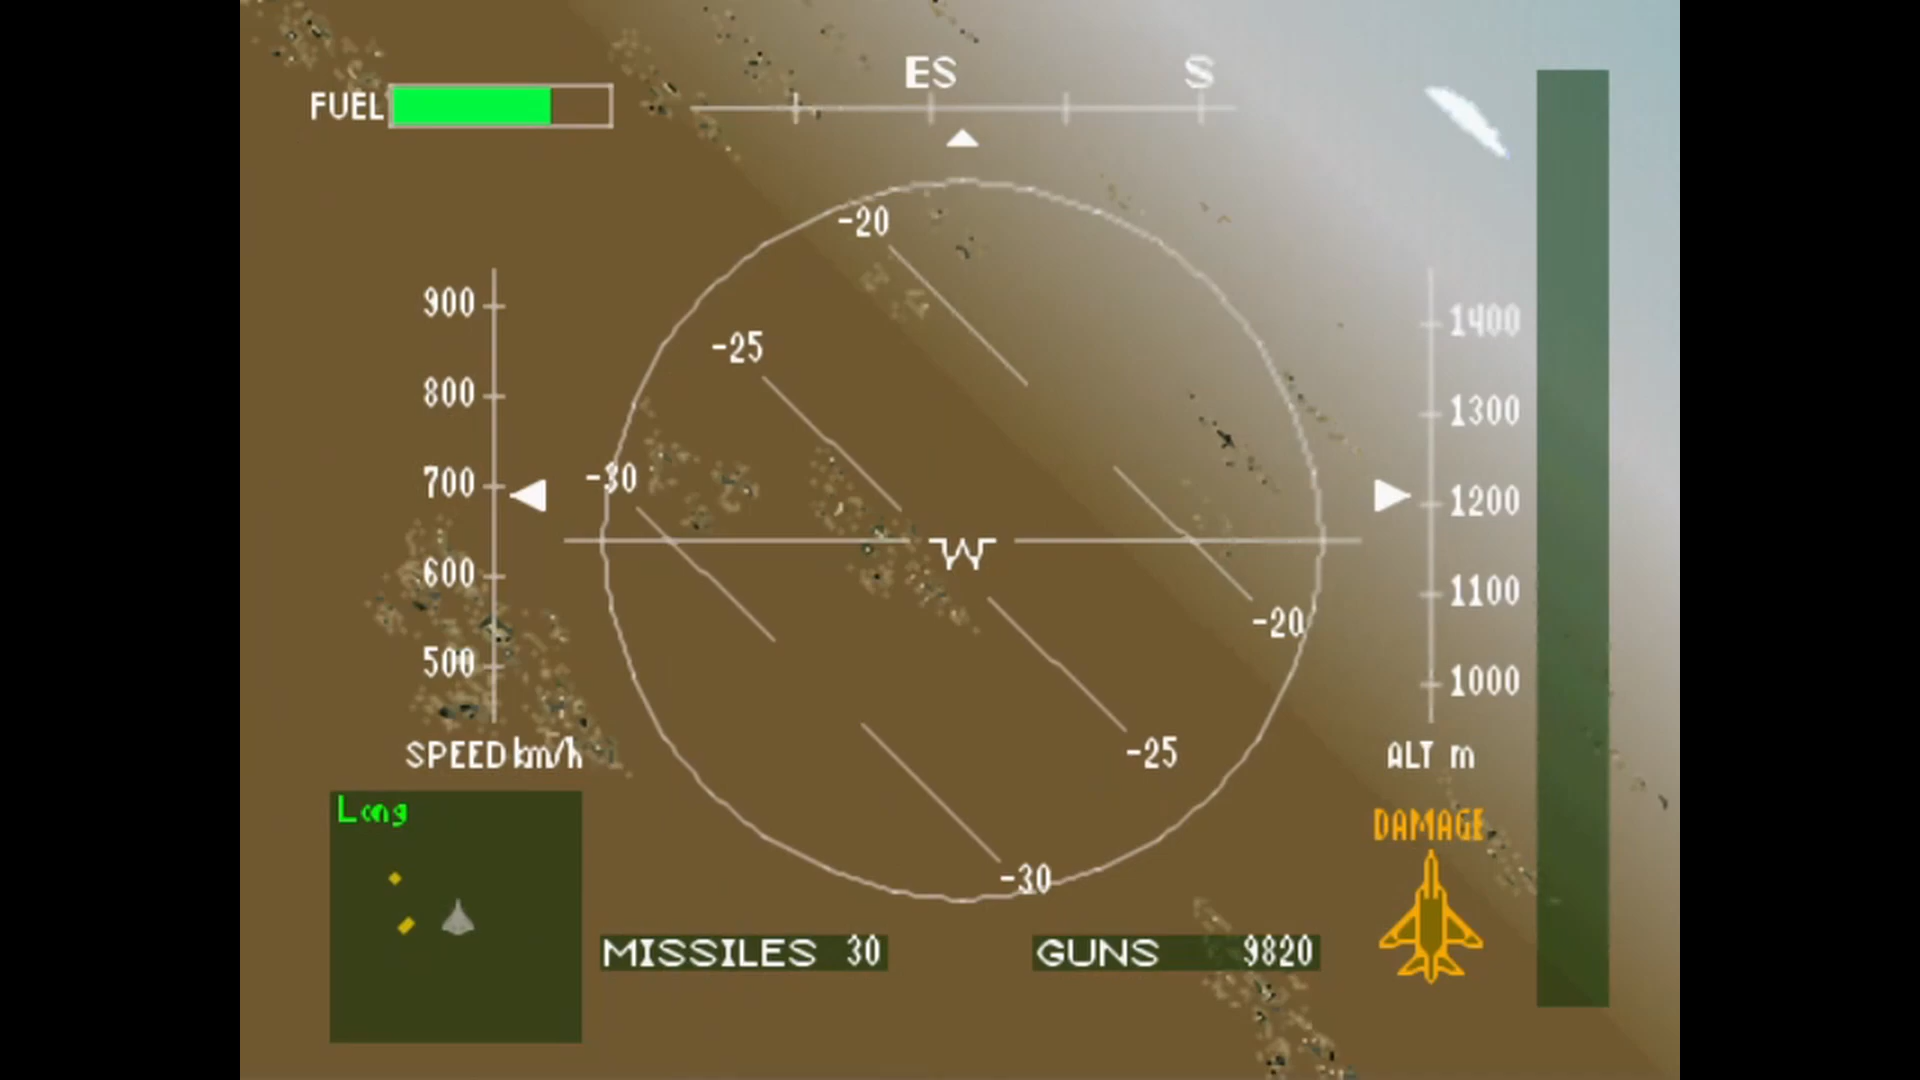 ES S
FUEL
-20
-25
-30
900
800
700
600
500
SPEED km/h
1400
1300
1200
1100
1000
ALT m
-20
-25
-30
DAMAGE
Long
MISSILES 30
GUNS 9820